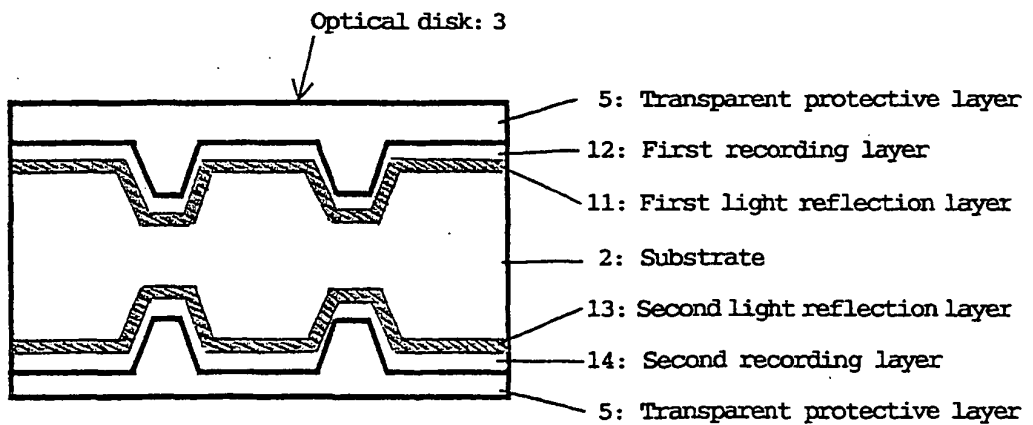 Optical disk: 3
5: Transparent protective layer
12: First recording layer
11: First light reflection layer
2: Substrate
13: Second light reflection layer
14: Second recording layer
5: Transparent protective layer